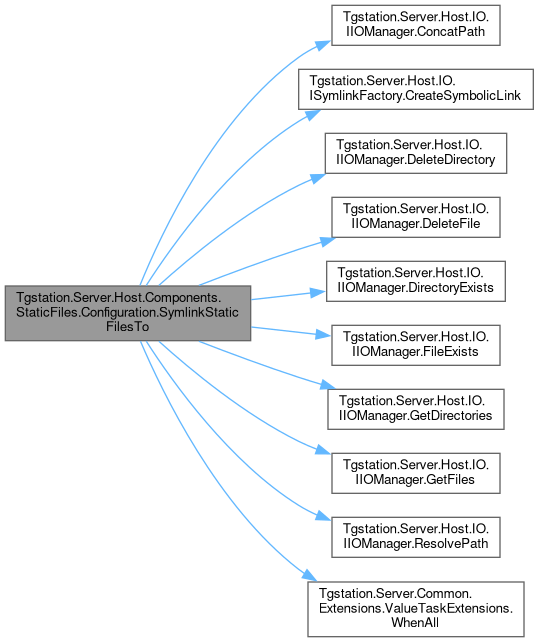 Tgstation.Server.Host.Components.
StaticFiles.Configuration.SymlinkStatic
FilesTo
Tgstation.Server.Host.IO.
IIOManager.ConcatPath
Tgstation.Server.Host.IO.
ISymlinkFactory.CreateSymbolicLink
Tgstation.Server.Host.IO.
IIOManager.DeleteDirectory
Tgstation.Server.Host.IO.
IIOManager.DeleteFile
Tgstation.Server.Host.IO.
IIOManager.DirectoryExists
Tgstation.Server.Host.IO.
IIOManager.FileExists
Tgstation.Server.Host.IO.
IIOManager.GetDirectories
Tgstation.Server.Host.IO.
IIOManager.GetFiles
Tgstation.Server.Host.IO.
IIOManager.ResolvePath
Tgstation.Server.Common.
Extensions.ValueTaskExtensions.
WhenAll